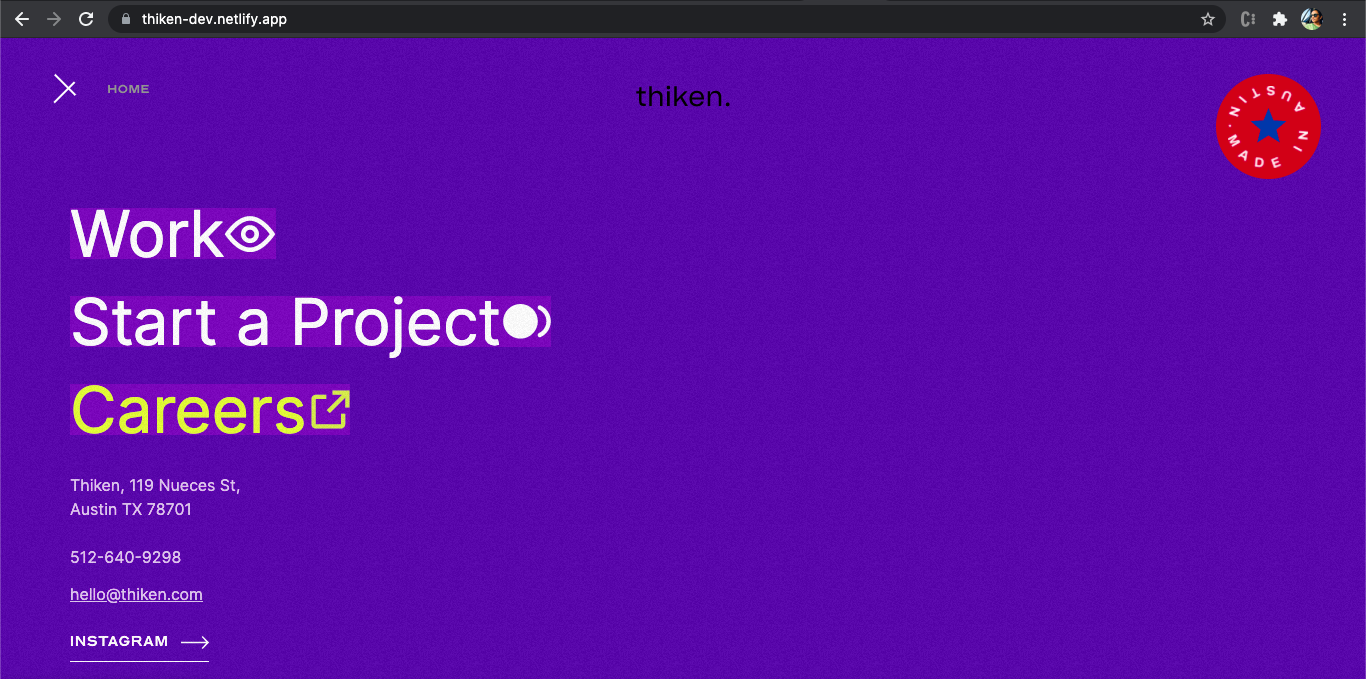 thiken-dev.netlify.app
HOME
thiken.
MADE IN AUSTIN.
Work
Start a Project
Careers
Thiken, 119 Nueces St,
Austin TX 78701
512-640-9298
hello@thiken.com
INSTAGRAM